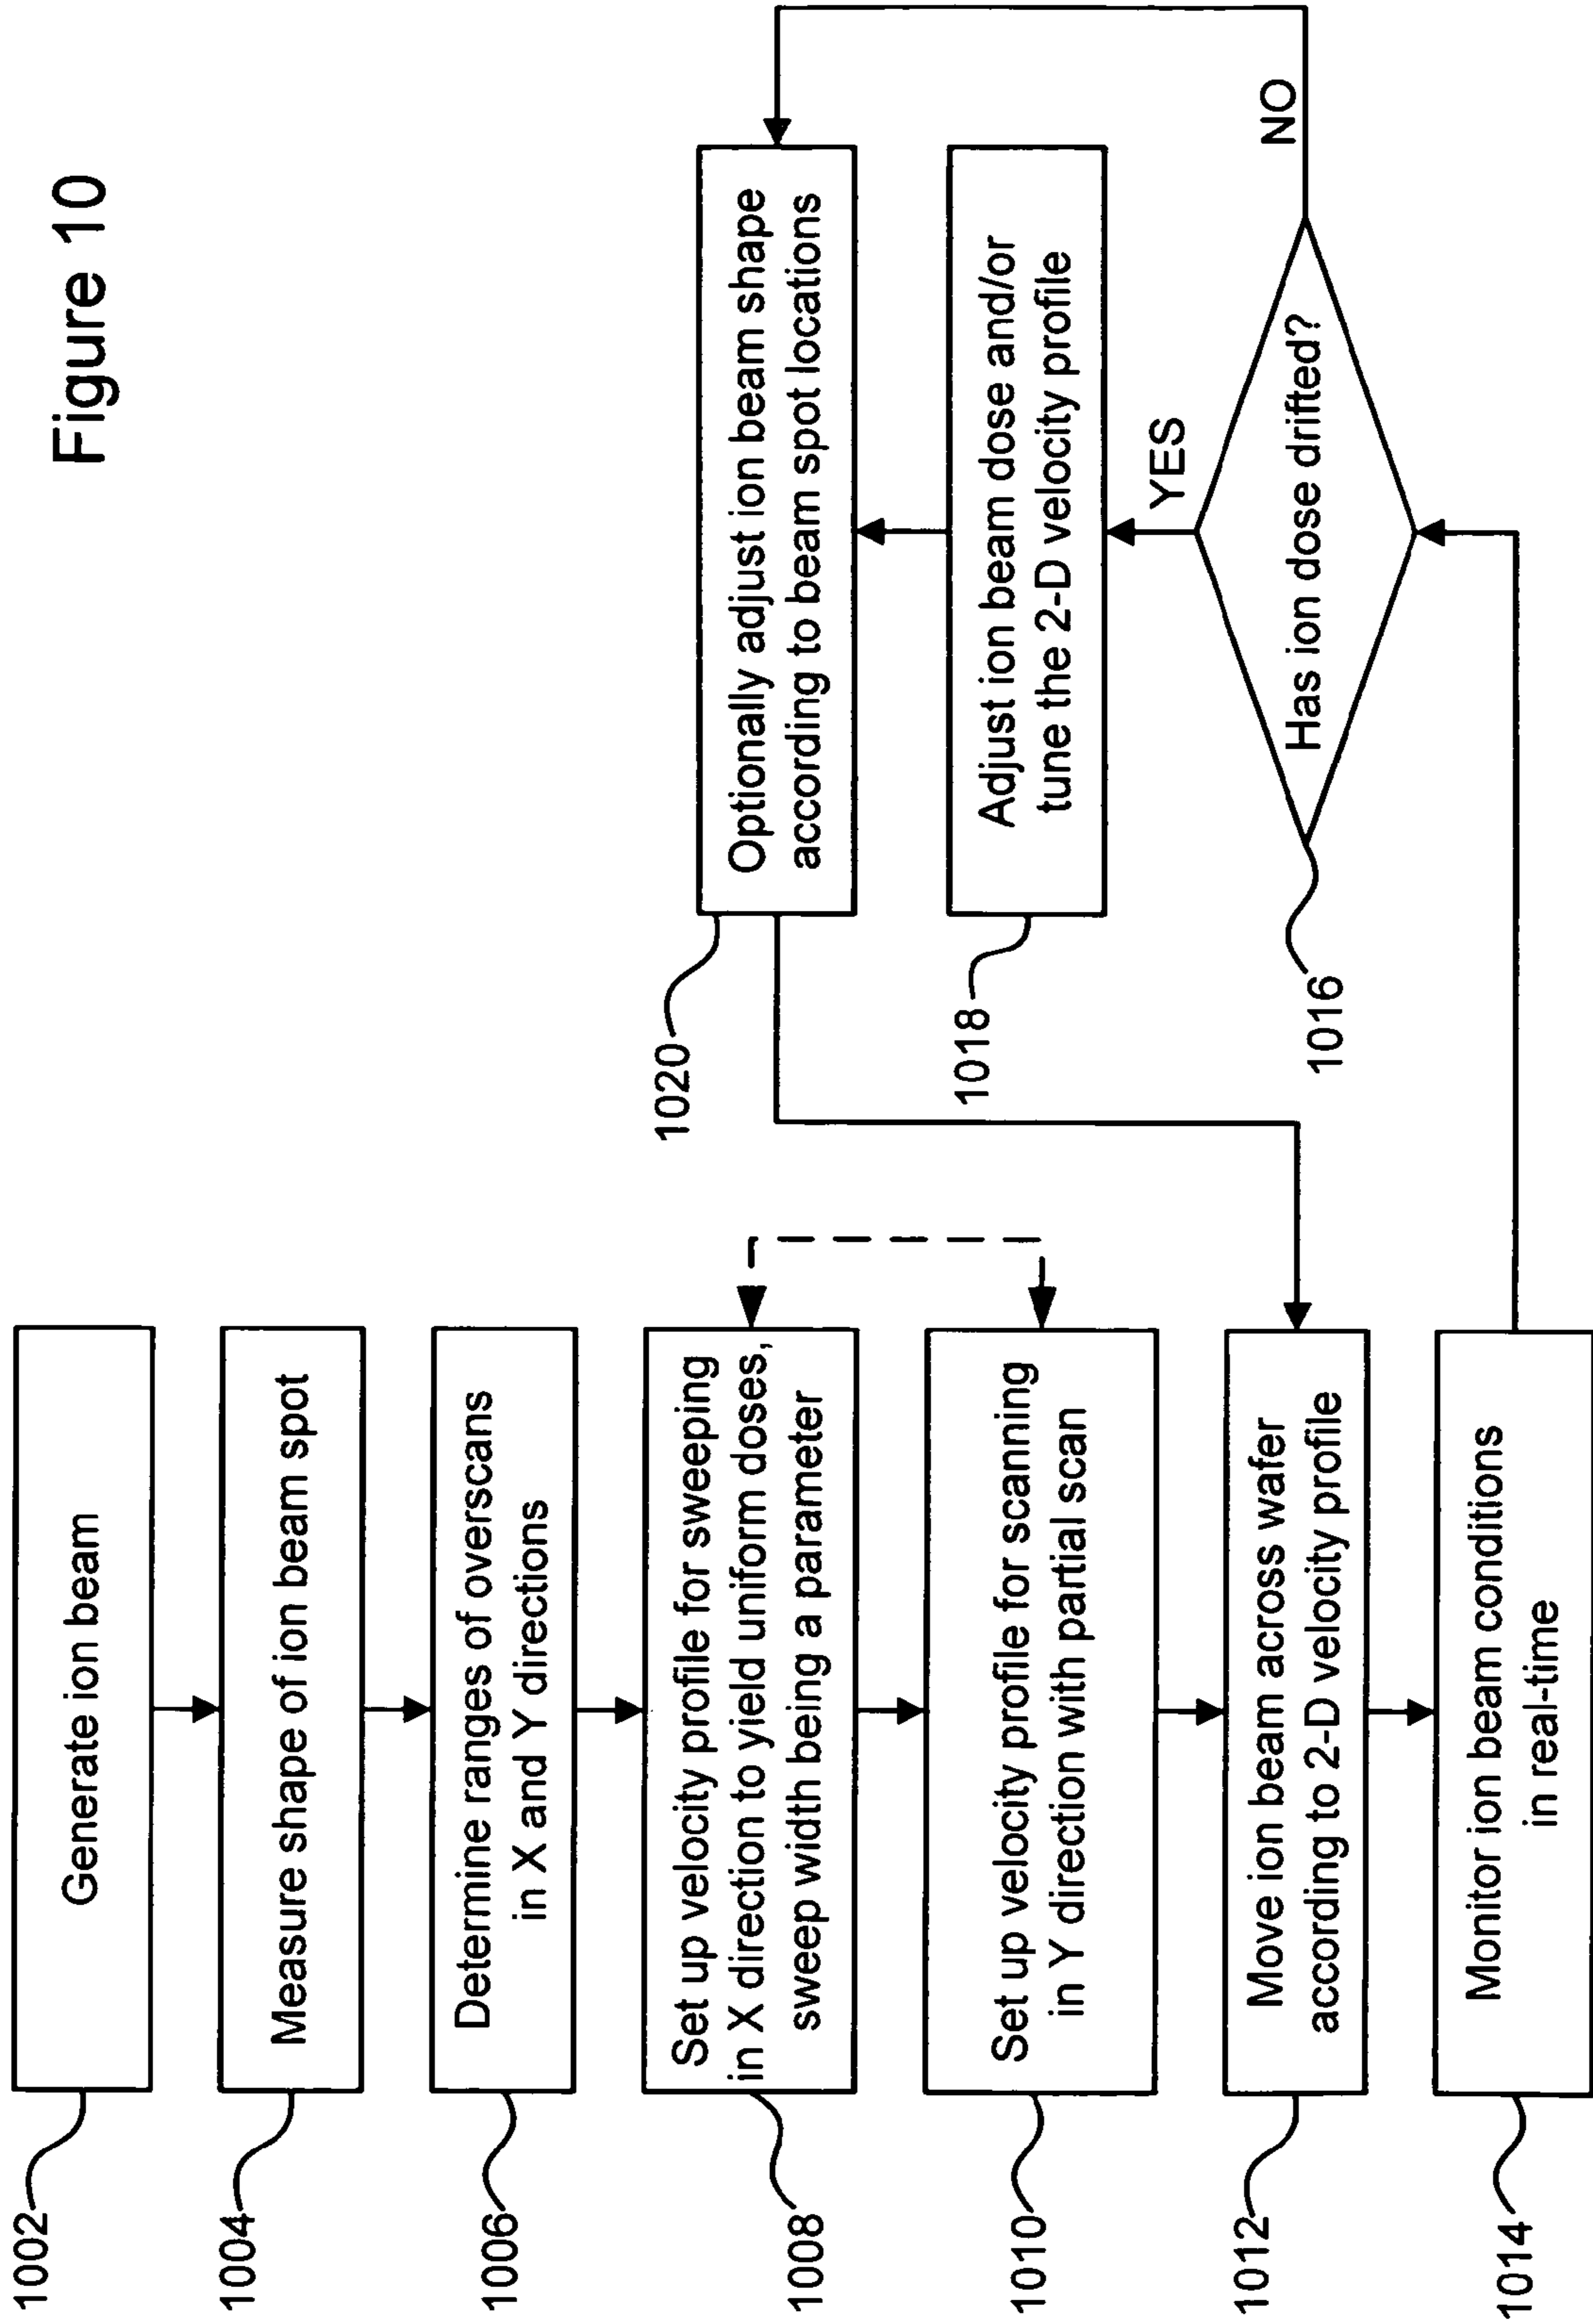 Figure 10
1002
Generate ion beam
1004
Measure shape of ion beam spot
1006
Determine ranges of overscans
in X and Y directions
1008
Set up velocity profile for sweeping
in X direction to yield uniform doses,
sweep width being a parameter
1010
Set up velocity profile for scanning
in Y direction with partial scan
1012
Move ion beam across wafer
according to 2-D velocity profile
1014
Monitor ion beam conditions
in real-time
1020
Optionally adjust ion beam shape
according to beam spot locations
1018
Adjust ion beam dose and/or
tune the 2-D velocity profile
YES
NO
Has ion dose drifted?
1016